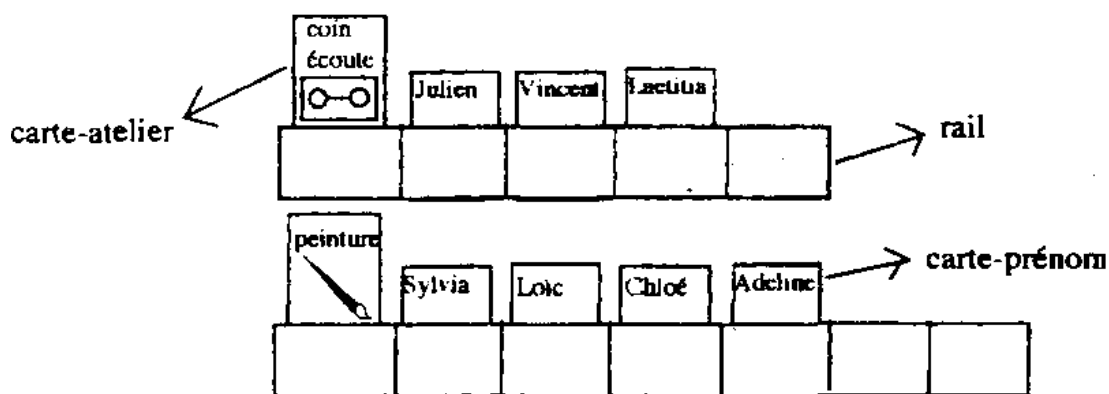 coin
écoute
Julien Vincent Laetitia
carte-atelier
rail
peinture
carte-prénom
Sylvia Loïc Chloé Adeline